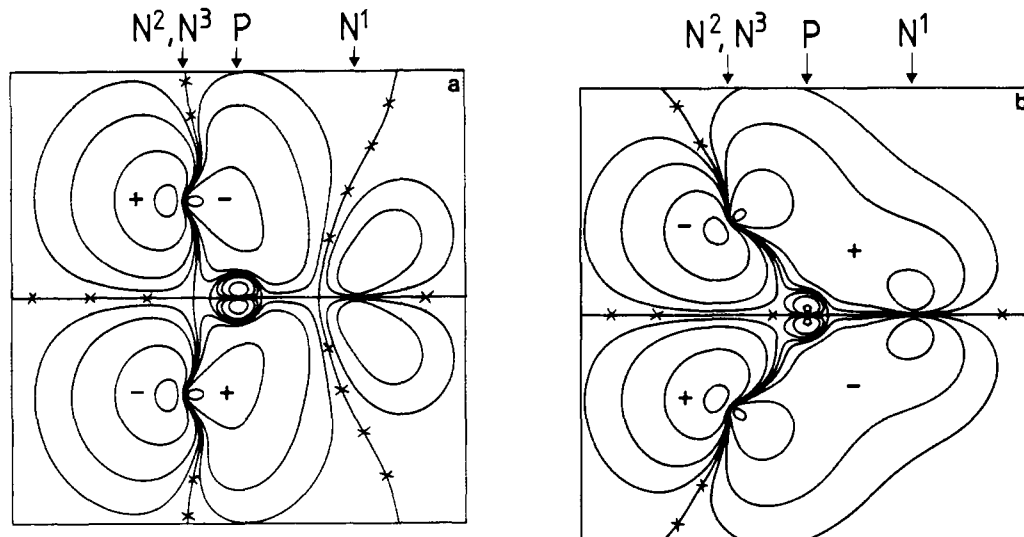 N², N³ P N¹
a
+ -
- +
N², N³ P N¹
b
- +
+ -